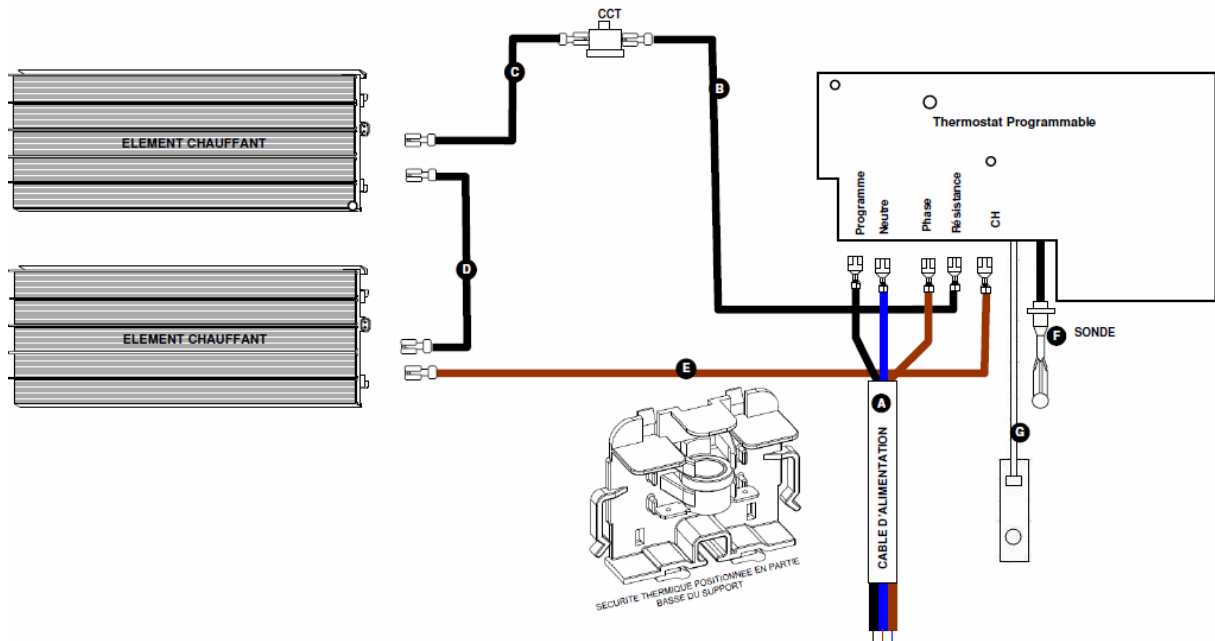 CCT
C
B
ELEMENT CHAUFFANT
Thermostat Programmable
Programme
Neutre
Phase
Résistance
CH
D
ELEMENT CHAUFFANT
F
SONDE
E
A
CABLE D'ALIMENTATION
G
SECURITE THERMIQUE POSITIONNEE EN PARTIE
BASSE DU SUPPORT